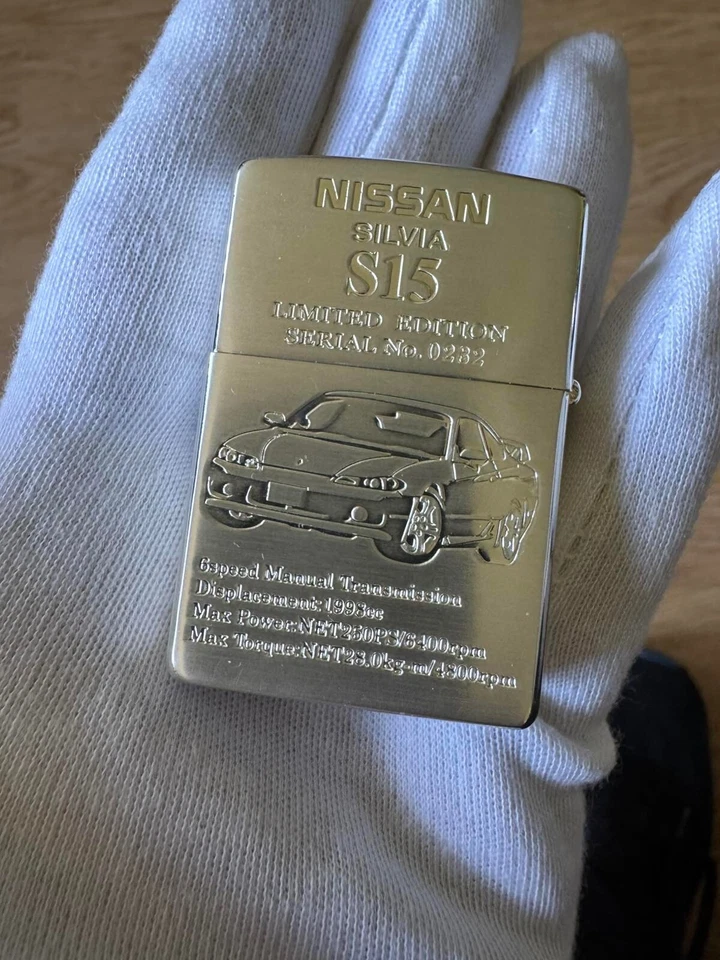 NISSAN
SILVIA
S15
LIMITED EDITION
SERIAL No. 0232
6speed Manual Transmission
Displacement: 1998cc
Max Power:NET250PS/6400rpm
Max Torque:NET28.0kg-m/4800rpm